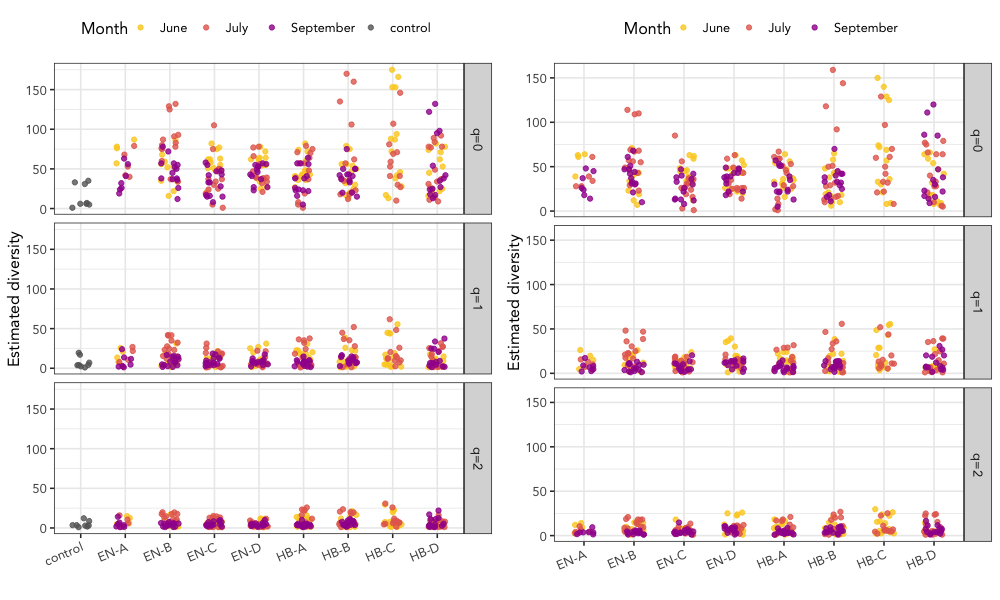 Month June July September control
Estimated diversity
150
100
50
0
q=0
150
100
50
0
q=1
150
100
50
0
q=2
control EN-A EN-B EN-C EN-D HB-A HB-B HB-C HB-D
Month June July September
Estimated diversity
150
100
50
0
q=0
150
100
50
0
q=1
150
100
50
0
q=2
EN-A EN-B EN-C EN-D HB-A HB-B HB-C HB-D